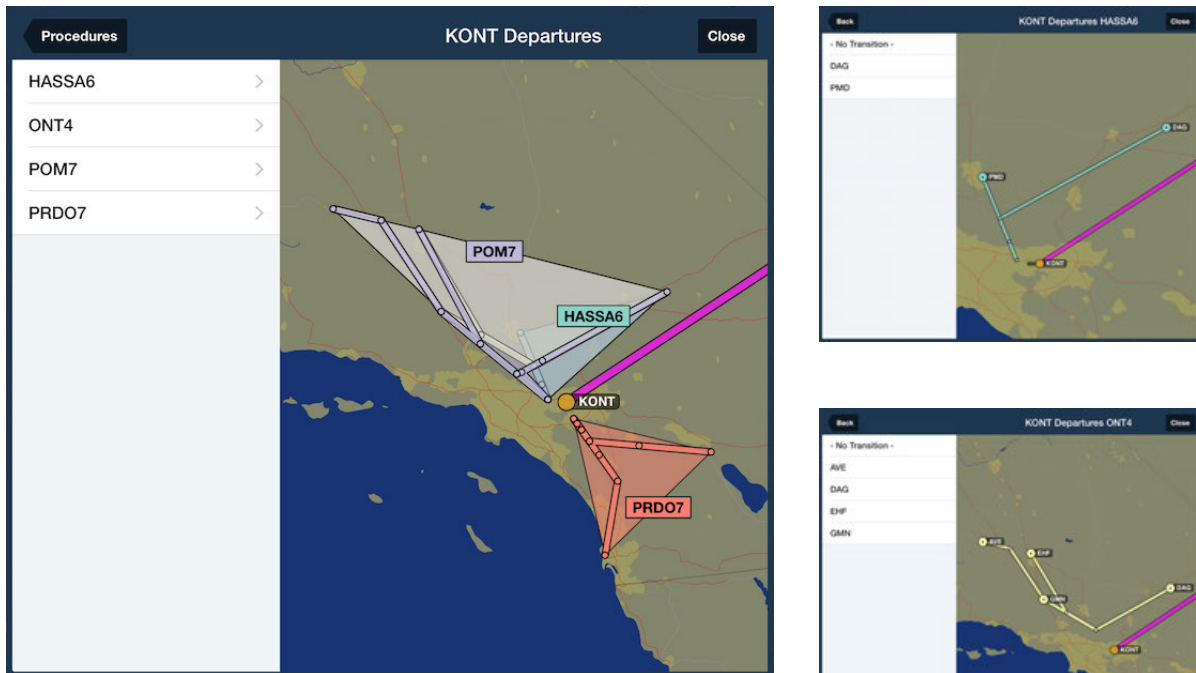 Procedures
KONT Departures
Close
HASSA6
ONT4
POM7
PRDO7
POM7
HASSA6
KONT
PRDO7
Back
KONT Departures HASSA6
Close
- No Transition -
DAG
PMD
DAG
PMD
KONT
Back
KONT Departures ONT4
Close
- No Transition -
AVE
DAG
EHF
GMN
AVE
EHF
DAG
GMN
KONT